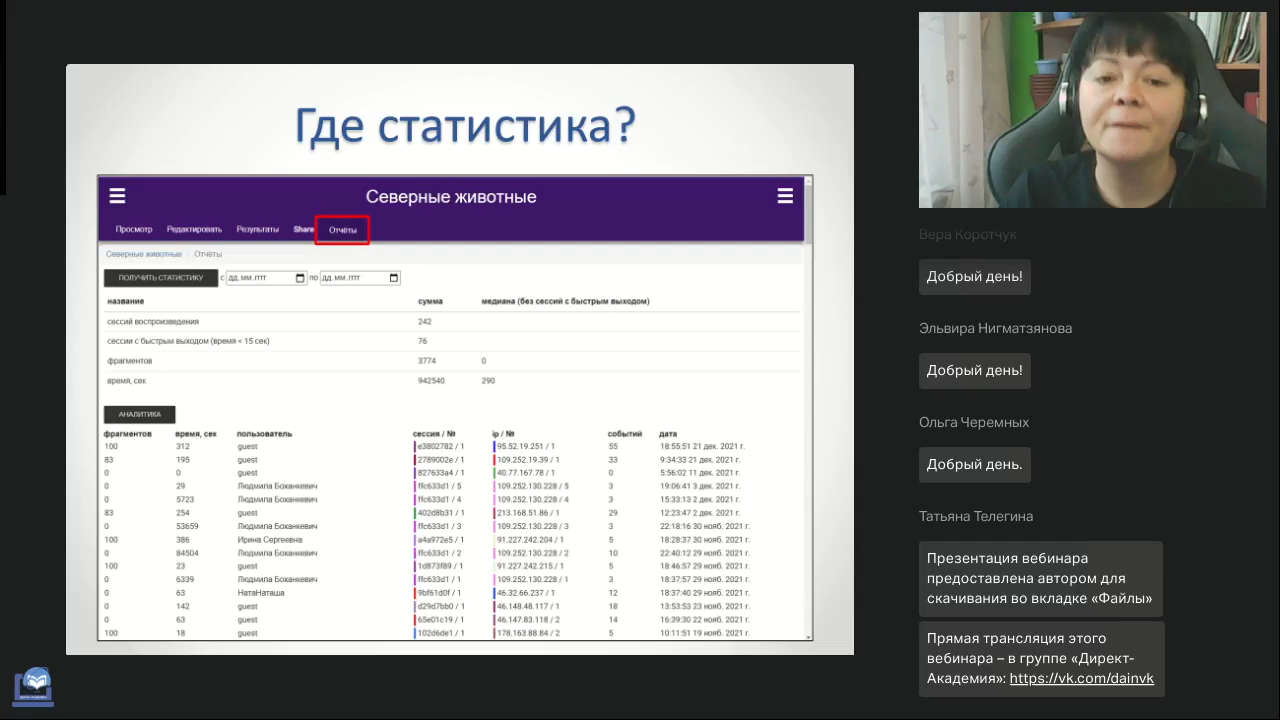 Где статистика?
Северные животные
Просмотр Редактировать Результаты Share Отчёты
Северные животные Отчёты
ПОЛУЧИТЬ СТАТИСТИКУ с дд.мм.гггг по дд.мм.гггг
название сумма медиана (без сессий с быстрым выходом)
сессий воспроизведения 242
сессии с быстрым выходом (время < 15 сек) 76
фрагментов 3774 0
время, сек 942540 290
АНАЛИТИКА
фрагментов время, сек пользователь сессия / № ip / № событий дата
100 312 guest e3802782 / 1 95.52.19.251 / 1 55 18:55:51 21 дек. 2021 г.
83 195 guest 2789002e / 1 109.252.19.39 / 1 33 9:34:33 21 дек. 2021 г.
0 0 guest 827633a4 / 1 40.77.167.78 / 1 0 5:56:02 11 дек. 2021 г.
0 29 Людмила Боханкевич ffc633d1 / 5 109.252.130.228 / 5 3 19:06:41 3 дек. 2021 г.
0 5723 Людмила Боханкевич ffc633d1 / 4 109.252.130.228 / 4 3 15:33:13 2 дек. 2021 г.
83 254 guest 402d8b31 / 1 213.168.51.86 / 1 29 12:23:47 2 дек. 2021 г.
0 53659 Людмила Боханкевич ffc633d1 / 3 109.252.130.228 / 3 3 22:18:16 30 нояб. 2021 г.
100 386 Ирина Сергеевна a4a972e5 / 1 91.227.242.204 / 1 5 18:28:37 30 нояб. 2021 г.
0 84504 Людмила Боханкевич ffc633d1 / 2 109.252.130.228 / 2 10 22:40:12 29 нояб. 2021 г.
100 23 guest 1d873f89 / 1 91.227.242.215 / 1 5 18:46:57 29 нояб. 2021 г.
0 6339 Людмила Боханкевич ffc633d1 / 1 109.252.130.228 / 1 3 18:37:57 29 нояб. 2021 г.
0 63 НатаНаташа 9bf61d0f / 1 46.32.66.237 / 1 12 18:37:40 29 нояб. 2021 г.
0 142 guest d29d7bb0 / 1 46.148.48.117 / 1 18 13:53:53 23 нояб. 2021 г.
0 63 guest 65e01c19 / 1 46.147.83.118 / 2 14 16:39:30 22 нояб. 2021 г.
100 18 guest 102d6de1 / 1 178.163.88.84 / 2 5 10:11:51 19 нояб. 2021 г.
Вера Коротчук
Добрый день!
Эльвира Нигматзянова
Добрый день!
Ольга Черемных
Добрый день.
Татьяна Телегина
Презентация вебинара
предоставлена автором для
скачивания во вкладке «Файлы»
Прямая трансляция этого
вебинара – в группе «Директ-
Академия»: https://vk.com/dainvk